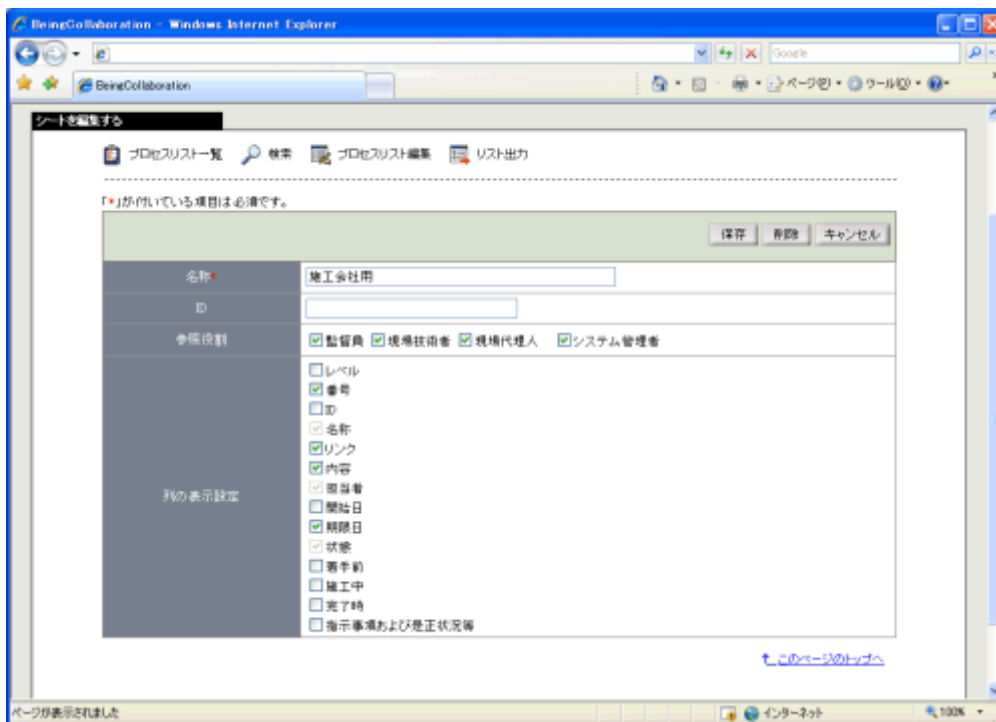 BeingCollaboration - Windows Internet Explorer
Google
BeingCollaboration
ページ(P) ツール(O)
シートを編集する
プロセスリスト一覧 検索 プロセスリスト編集 リスト出力
「*」が付いている項目は必須です。
保存 削除 キャンセル
名称* 施工会社用
ID
参照役割 監督員 現場技術者 現場代理人 システム管理者
レベル
番号
ID
名称
リンク
内容
担当者
列の表示設定
開始日
期限日
状態
着手前
施工中
完了時
指示事項および是正状況等
このページのトップへ
ページが表示されました インターネット 100%